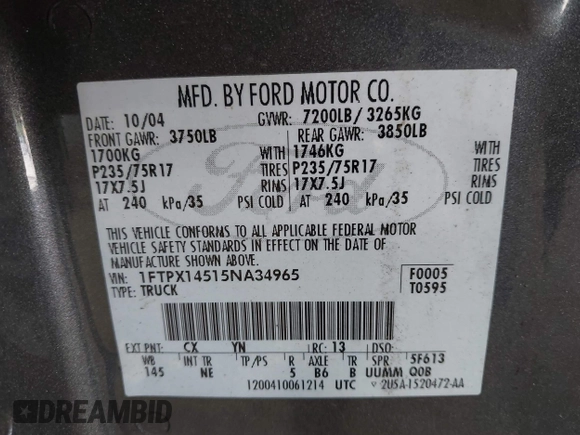 MFD. BY FORD MOTOR CO.
DATE: 10/04 GVWR: 7200LB/ 3265KG
FRONT GAWR: 3750LB REAR GAWR: 3850LB
1700KG WITH 1746KG WITH
P235/75R17 TIRES P235/75R17 TIRES
17X7.5J RIMS 17X7.5J RIMS
AT 240 kPa/35 PSI COLD AT 240 kPa/35 PSI COLD
THIS VEHICLE CONFORMS TO ALL APPLICABLE FEDERAL MOTOR
VEHICLE SAFETY STANDARDS IN EFFECT ON THE DATE OF
MANUFACTURE SHOWN ABOVE.
VIN: 1FTPX14515NA34965 F0005
TYPE: TRUCK T0595
EXT PNT: CX YN RC: 13 DSO:
WB INT TR TP/PS R AXLE TR SPR 5F613
145 NE 5 B6 B UUMM Q0B
1200410061214 UTC 2U5A-1520472-AA
Ford
DREAMBID